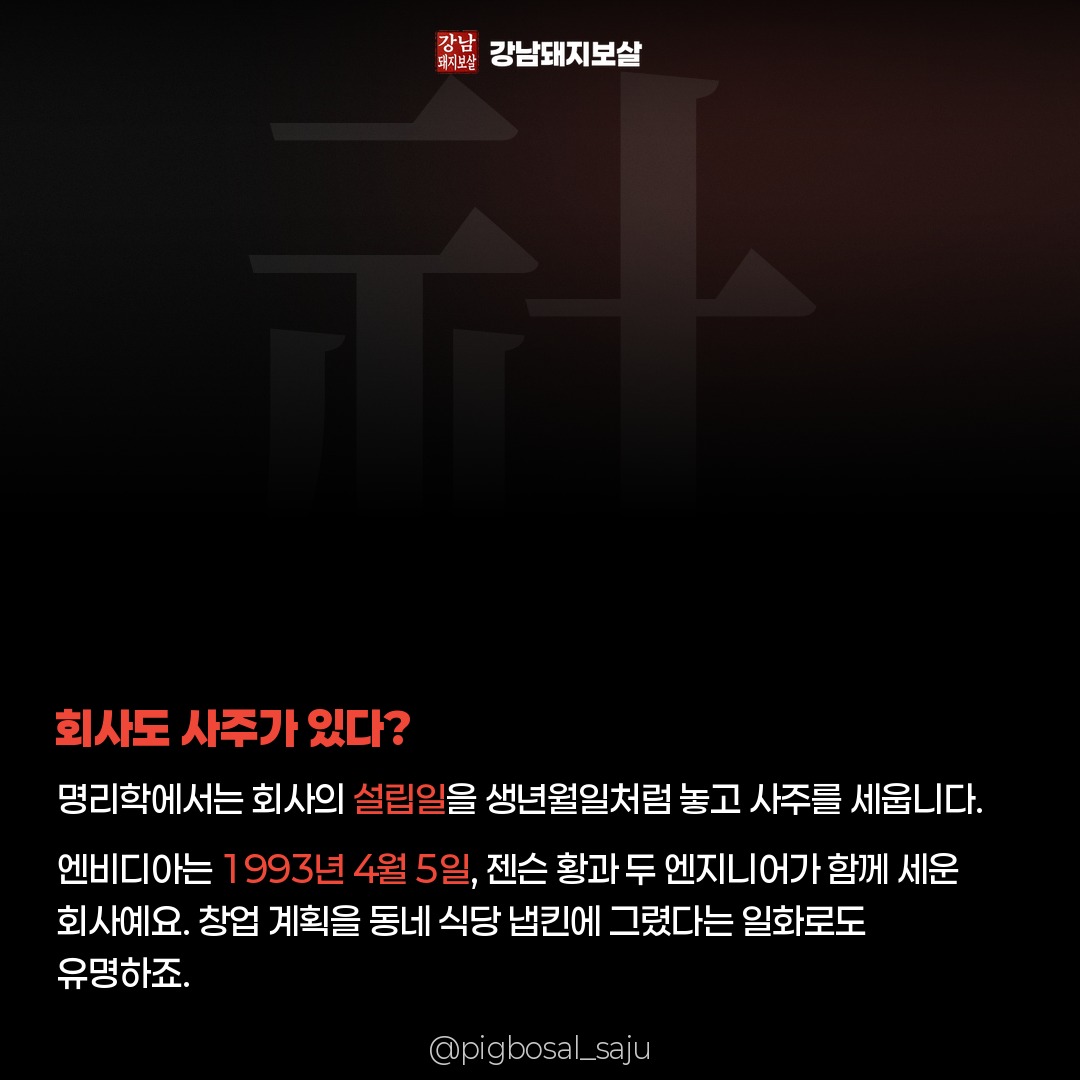 강남
돼지보살
강남돼지보살
社
회사도 사주가 있다?
명리학에서는 회사의 설립일을 생년월일처럼 놓고 사주를 세웁니다.
엔비디아는 1993년 4월 5일, 젠슨 황과 두 엔지니어가 함께 세운
회사예요. 창업 계획을 동네 식당 냅킨에 그렸다는 일화로도
유명하죠.
@pigbosal_saju